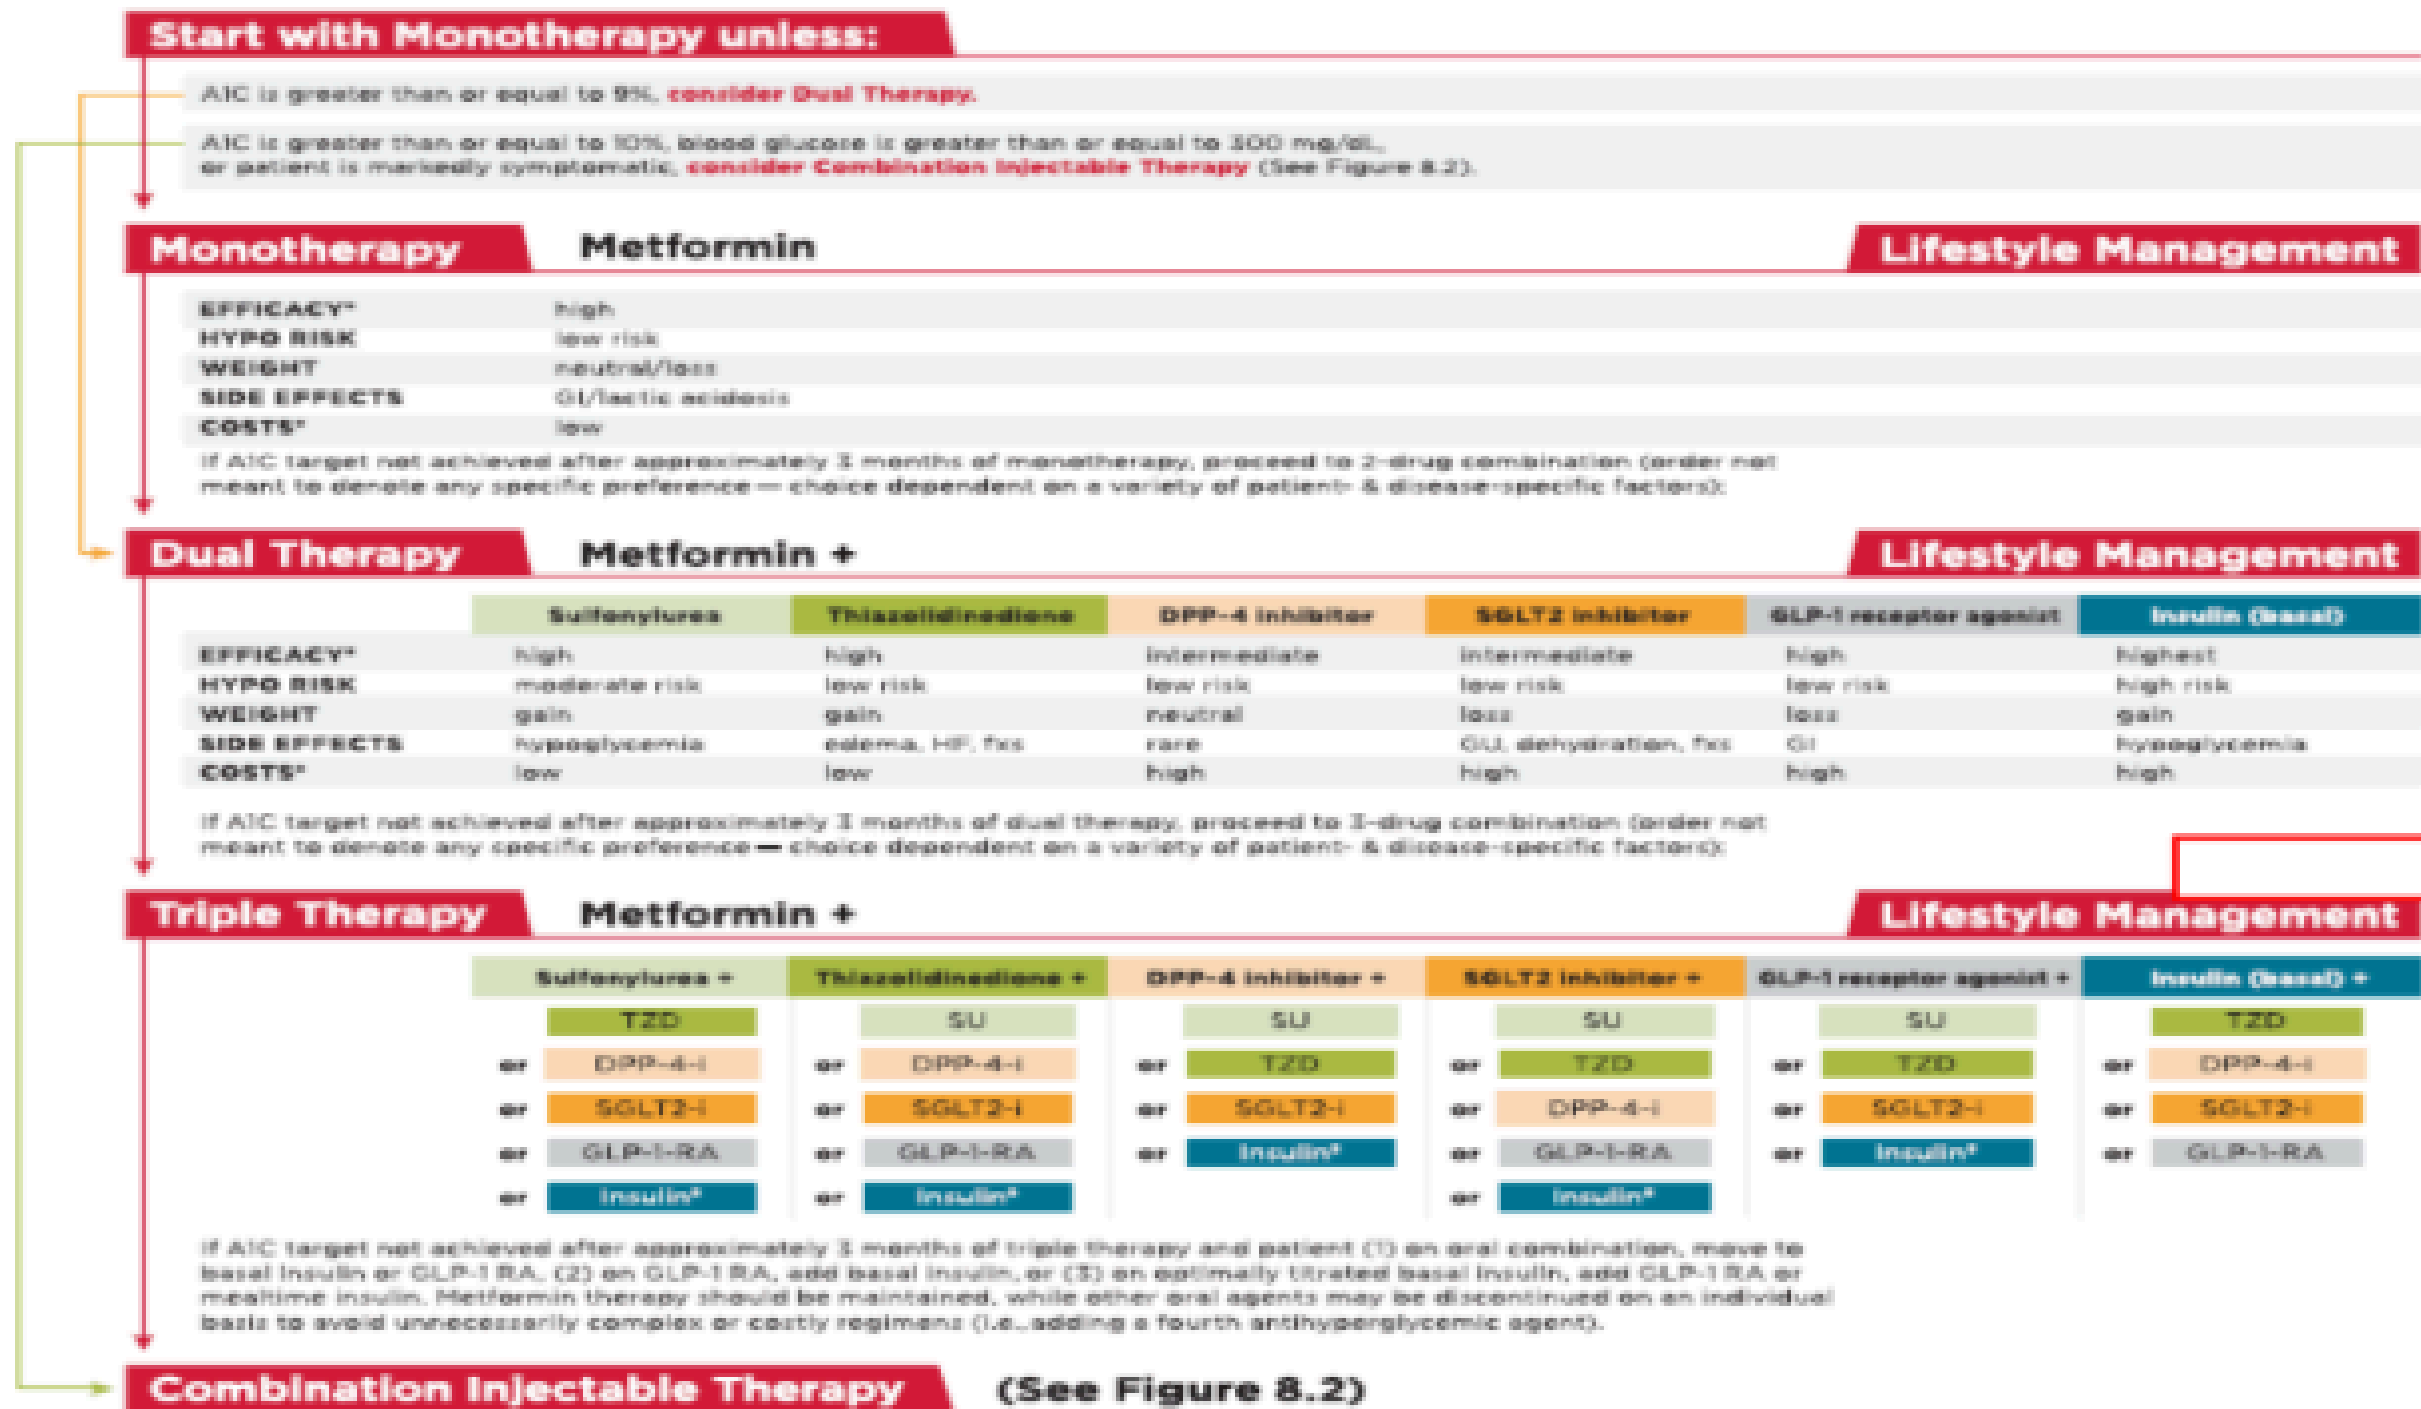 Start with Monotherapy unless:
A1C is greater than or equal to 9%, consider Dual Therapy.
A1C is greater than or equal to 10%, blood glucose is greater than or equal to 300 mg/dL,
or patient is markedly symptomatic, consider Combination Injectable Therapy (See Figure 8.2).
Monotherapy Metformin Lifestyle Management
EFFICACY* high
HYPO RISK low risk
WEIGHT neutral/loss
SIDE EFFECTS GI/lactic acidosis
COSTS* low
If A1C target not achieved after approximately 3 months of monotherapy, proceed to 2-drug combination (order not
meant to denote any specific preference — choice dependent on a variety of patient- & disease-specific factors):
Dual Therapy Metformin + Lifestyle Management
Sulfonylurea Thiazolidinedione DPP-4 inhibitor SGLT2 inhibitor GLP-1 receptor agonist Insulin (basal)
EFFICACY* high high intermediate intermediate high highest
HYPO RISK moderate risk low risk low risk low risk low risk high risk
WEIGHT gain gain neutral loss loss gain
SIDE EFFECTS hypoglycemia edema, HF, fxs rare GU, dehydration, fxs GI hypoglycemia
COSTS* low low high high high high
If A1C target not achieved after approximately 3 months of dual therapy, proceed to 3-drug combination (order not
meant to denote any specific preference — choice dependent on a variety of patient- & disease-specific factors):
Triple Therapy Metformin + Lifestyle Management
Sulfonylurea + Thiazolidinedione + DPP-4 inhibitor + SGLT2 inhibitor + GLP-1 receptor agonist + Insulin (basal) +
TZD SU SU SU SU TZD
or DPP-4-i or DPP-4-i or TZD or TZD or TZD or DPP-4-i
or SGLT2-i or SGLT2-i or SGLT2-i or DPP-4-i or SGLT2-i or SGLT2-i
or GLP-1-RA or GLP-1-RA or Insulin* or GLP-1-RA or Insulin* or GLP-1-RA
or Insulin* or Insulin* or Insulin*
If A1C target not achieved after approximately 3 months of triple therapy and patient (1) on oral combination, move to
basal insulin or GLP-1 RA, (2) on GLP-1 RA, add basal insulin, or (3) on optimally titrated basal insulin, add GLP-1 RA or
mealtime insulin. Metformin therapy should be maintained, while other oral agents may be discontinued on an individual
basis to avoid unnecessarily complex or costly regimens (i.e., adding a fourth antihyperglycemic agent).
Combination Injectable Therapy (See Figure 8.2)